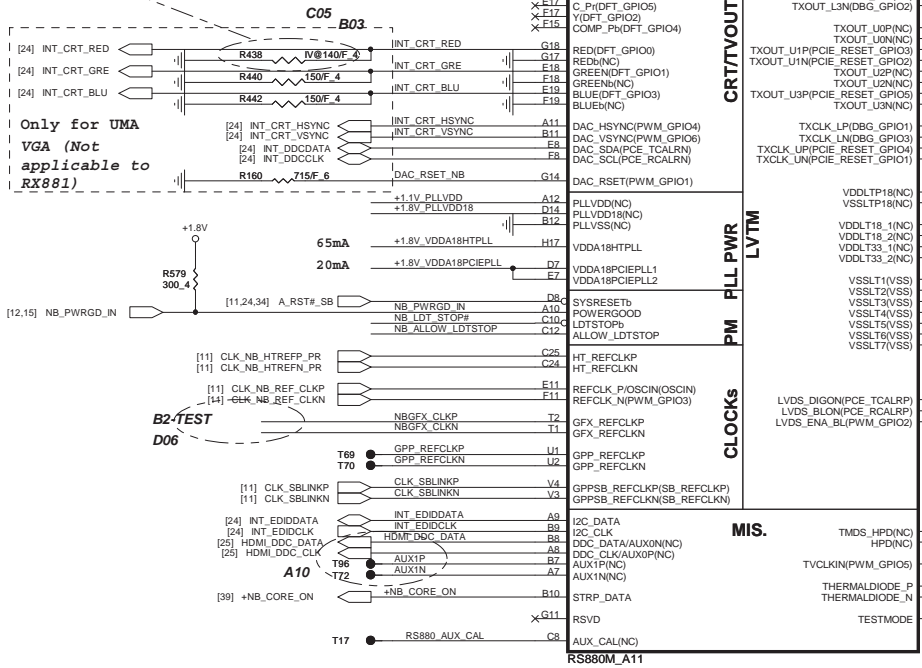 C05
B03
E17 C_Pr(DFT_GPIO5)
F17 Y(DFT_GPIO2)
F15 COMP_Pb(DFT_GPIO4)
CRT/TVOUT
[24] INT_CRT_RED INT_CRT_RED G18 RED(DFT_GPIO0)
R438 IV@140/F_4 G17 REDb(NC)
[24] INT_CRT_GRE INT_CRT_GRE E18 GREEN(DFT_GPIO1)
R440 150/F_4 F18 GREENb(NC)
[24] INT_CRT_BLU INT_CRT_BLU E19 BLUE(DFT_GPIO3)
R442 150/F_4 F19 BLUEb(NC)
Only for UMA
VGA (Not
applicable to
RX881)
[24] INT_CRT_HSYNC INT_CRT_HSYNC A11 DAC_HSYNC(PWM_GPIO4)
[24] INT_CRT_VSYNC INT_CRT_VSYNC B11 DAC_VSYNC(PWM_GPIO6)
[24] INT_DDCDATA E8 DAC_SDA(PCE_TCALRN)
[24] INT_DDCCLK F8 DAC_SCL(PCE_RCALRN)
R160 715/F_6 DAC_RSET_NB G14 DAC_RSET(PWM_GPIO1)
+1.1V_PLLVDD A12 PLLVDD(NC)
+1.8V_PLLVDD18 D14 PLLVDD18(NC)
B12 PLLVSS(NC)
65mA +1.8V_VDDA18HTPLL H17 VDDA18HTPLL
20mA +1.8V_VDDA18PCIEPLL D7 VDDA18PCIEPLL1
E7 VDDA18PCIEPLL2
PLL PWR
LVTM
+1.8V
R579
300_4
[11,24,34] A_RST#_SB D8 SYSRESETb
[12,15] NB_PWRGD_IN NB_PWRGD_IN A10 POWERGOOD
NB_LDT_STOP# C10 LDTSTOPb
NB_ALLOW_LDTSTOP C12 ALLOW_LDTSTOP
PM
[11] CLK_NB_HTREFP_PR C25 HT_REFCLKP
[11] CLK_NB_HTREFN_PR C24 HT_REFCLKN
[11] CLK_NB_REF_CLKP E11 REFCLK_P/OSCIN(OSCIN)
[11] CLK_NB_REF_CLKN F11 REFCLK_N(PWM_GPIO3)
B2-TEST
D06
NBGFX_CLKP T2 GFX_REFCLKP
NBGFX_CLKN T1 GFX_REFCLKN
T69 GPP_REFCLKP U1 GPP_REFCLKP
T70 GPP_REFCLKN U2 GPP_REFCLKN
[11] CLK_SBLINKP CLK_SBLINKP V4 GPPSB_REFCLKP(SB_REFCLKP)
[11] CLK_SBLINKN CLK_SBLINKN V3 GPPSB_REFCLKN(SB_REFCLKN)
CLOCKs
[24] INT_EDIDDATA INT_EDIDDATA A9 I2C_DATA
[24] INT_EDIDCLK INT_EDIDCLK B9 I2C_CLK
[25] HDMI_DDC_DATA HDMI_DDC_DATA B8 DDC_DATA/AUX0N(NC)
[25] HDMI_DDC_CLK A8 DDC_CLK/AUX0P(NC)
T96 AUX1P B7 AUX1P(NC)
A10 T72 AUX1N A7 AUX1N(NC)
[39] +NB_CORE_ON +NB_CORE_ON B10 STRP_DATA
G11 RSVD
T17 RS880_AUX_CAL C8 AUX_CAL(NC)
MIS.
TXOUT_L3N(DBG_GPIO2)
TXOUT_U0P(NC)
TXOUT_U0N(NC)
TXOUT_U1P(PCIE_RESET_GPIO3)
TXOUT_U1N(PCIE_RESET_GPIO2)
TXOUT_U2P(NC)
TXOUT_U2N(NC)
TXOUT_U3P(PCIE_RESET_GPIO5)
TXOUT_U3N(NC)
TXCLK_LP(DBG_GPIO1)
TXCLK_LN(DBG_GPIO3)
TXCLK_UP(PCIE_RESET_GPIO4)
TXCLK_UN(PCIE_RESET_GPIO1)
VDDLTP18(NC)
VSSLTP18(NC)
VDDLT18_1(NC)
VDDLT18_2(NC)
VDDLT33_1(NC)
VDDLT33_2(NC)
VSSLT1(VSS)
VSSLT2(VSS)
VSSLT3(VSS)
VSSLT4(VSS)
VSSLT5(VSS)
VSSLT6(VSS)
VSSLT7(VSS)
LVDS_DIGON(PCE_TCALRP)
LVDS_BLON(PCE_RCALRP)
LVDS_ENA_BL(PWM_GPIO2)
TMDS_HPD(NC)
HPD(NC)
TVCLKIN(PWM_GPIO5)
THERMALDIODE_P
THERMALDIODE_N
TESTMODE
RS880M_A11